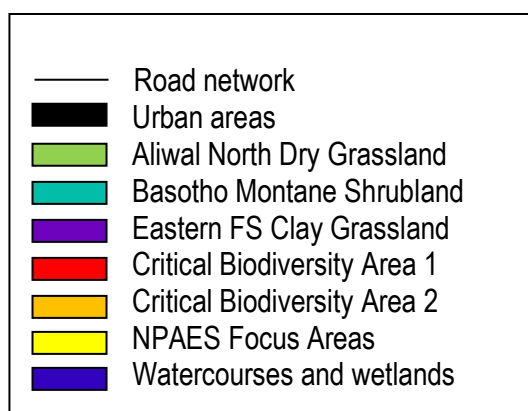 Road network
Urban areas
Aliwal North Dry Grassland
Basotho Montane Shrubland
Eastern FS Clay Grassland
Critical Biodiversity Area 1
Critical Biodiversity Area 2
NPAES Focus Areas
Watercourses and wetlands